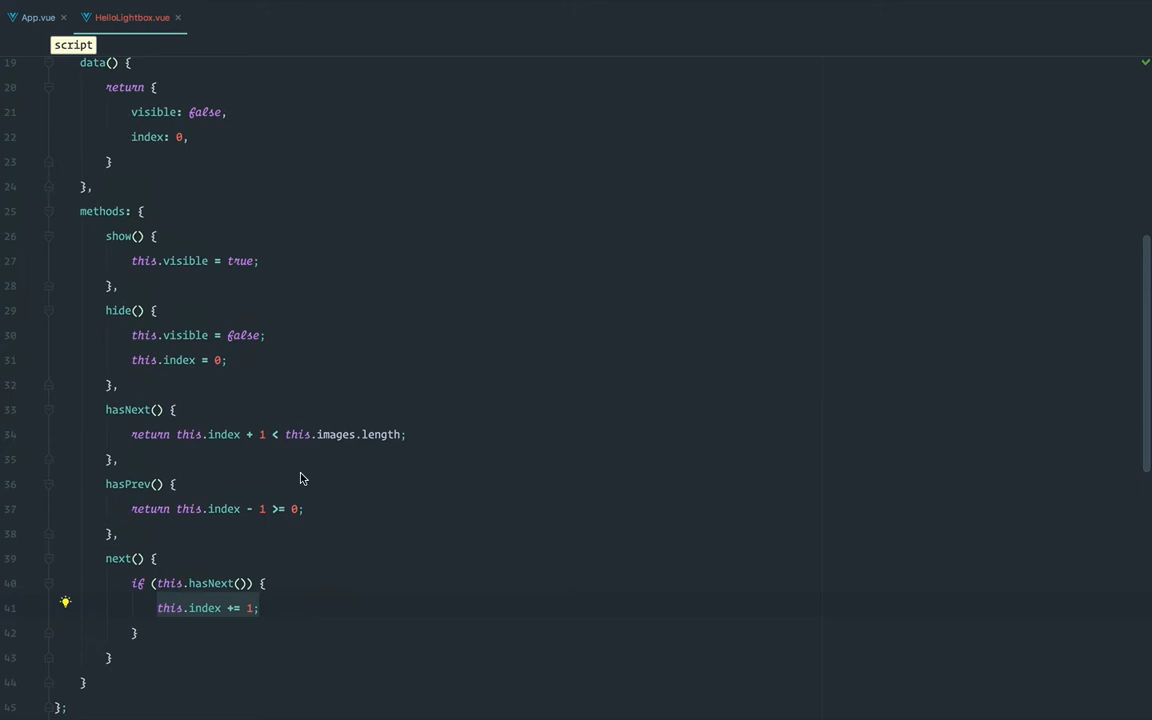 App.vue × HelloLightbox.vue ×
script
19 data() {
20 return {
21 visible: false,
22 index: 0,
23 }
24 },
25 methods: {
26 show() {
27 this.visible = true;
28 },
29 hide() {
30 this.visible = false;
31 this.index = 0;
32 },
33 hasNext() {
34 return this.index + 1 < this.images.length;
35 },
36 hasPrev() {
37 return this.index - 1 >= 0;
38 },
39 next() {
40 if (this.hasNext()) {
41 this.index += 1;
42 }
43 }
44 }
45 };